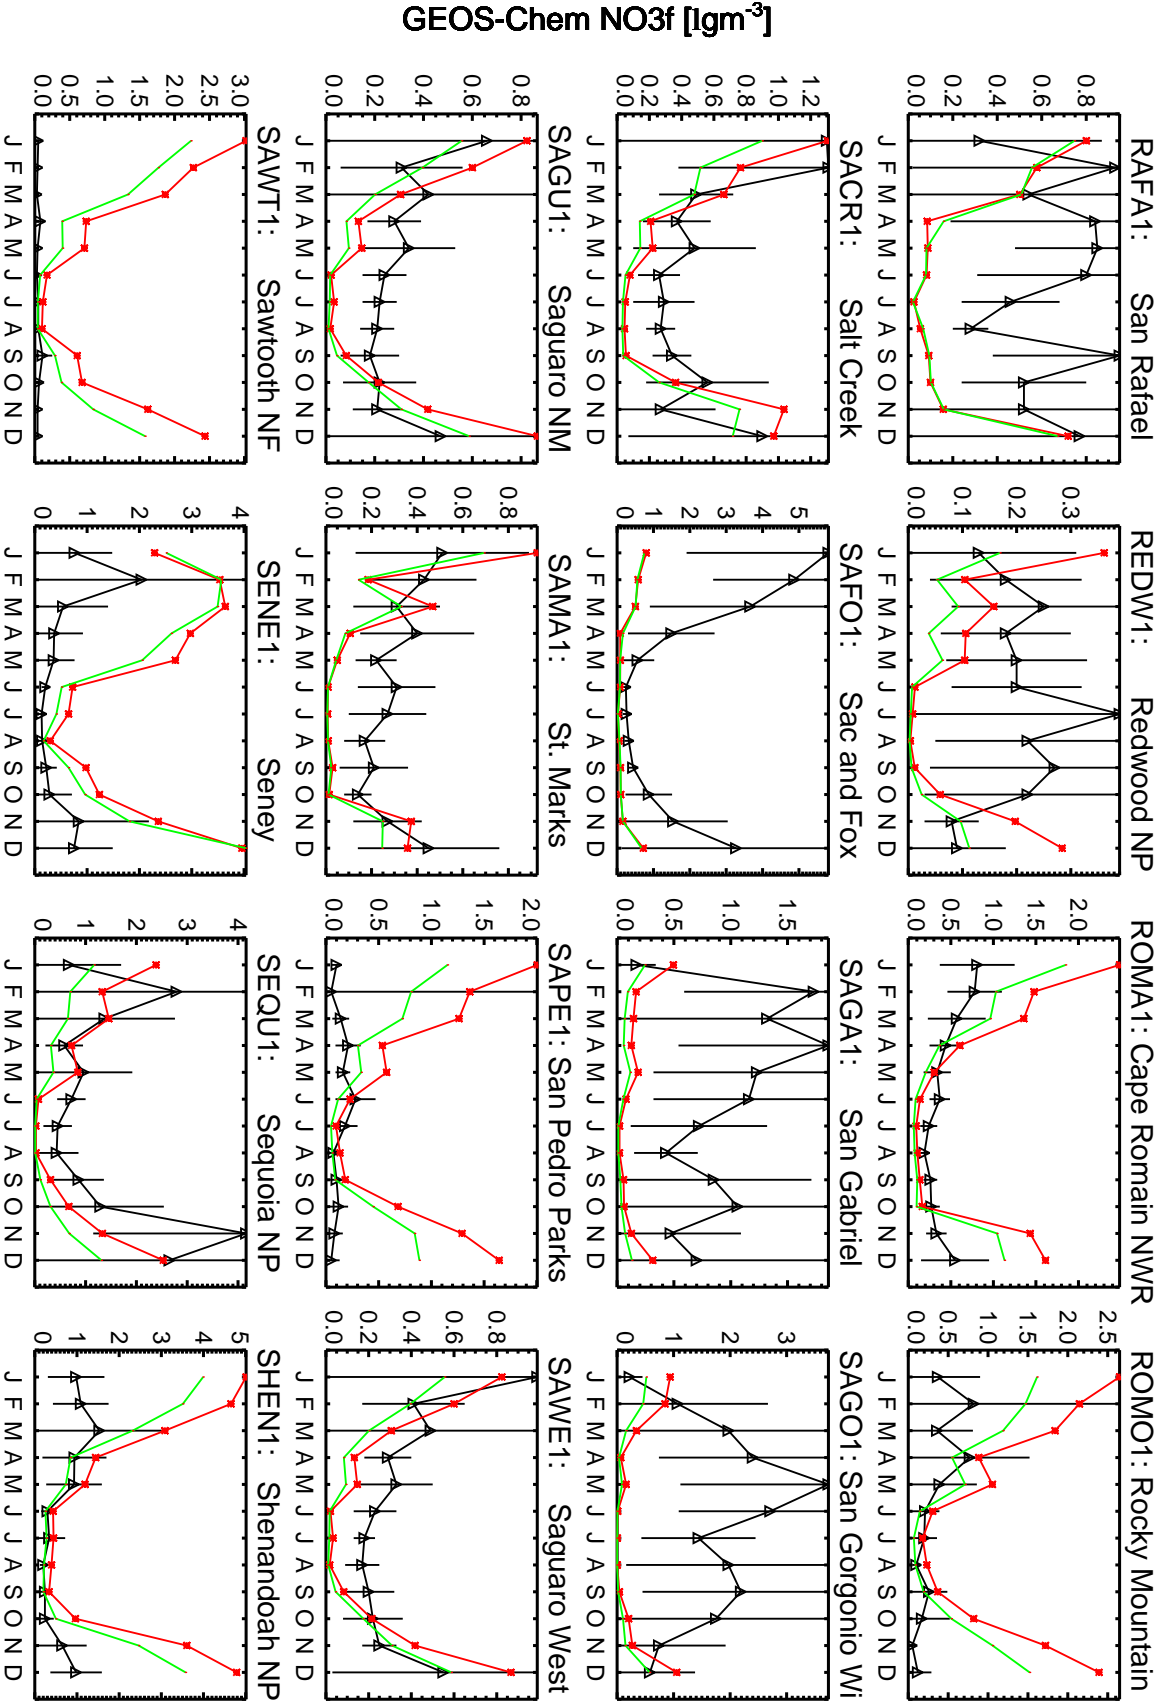 GEOS-Chem NO3f [Igm⁻³]
RAFA1: San Rafael
0.0 0.2 0.4 0.6 0.8
J F M A M J J A S O N D
REDW1: Redwood NP
0.0 0.1 0.2 0.3
J F M A M J J A S O N D
ROMA1: Cape Romain NWR
0.0 0.5 1.0 1.5 2.0
J F M A M J J A S O N D
ROMO1: Rocky Mountain
0.0 0.5 1.0 1.5 2.0 2.5
J F M A M J J A S O N D
SACR1: Salt Creek
0.0 0.2 0.4 0.6 0.8 1.0 1.2
J F M A M J J A S O N D
SAFO1: Sac and Fox
0 1 2 3 4 5
J F M A M J J A S O N D
SAGA1: San Gabriel
0.0 0.5 1.0 1.5
J F M A M J J A S O N D
SAGO1: San Gorgonio Wi
0 1 2 3
J F M A M J J A S O N D
SAGU1: Saguaro NM
0.0 0.2 0.4 0.6 0.8
J F M A M J J A S O N D
SAMA1: St. Marks
0.0 0.2 0.4 0.6 0.8
J F M A M J J A S O N D
SAPE1: San Pedro Parks
0.0 0.5 1.0 1.5 2.0
J F M A M J J A S O N D
SAWE1: Saguaro West
0.0 0.2 0.4 0.6 0.8
J F M A M J J A S O N D
SAWT1: Sawtooth NF
0.0 0.5 1.0 1.5 2.0 2.5 3.0
J F M A M J J A S O N D
SENE1: Seney
0 1 2 3 4
J F M A M J J A S O N D
SEQU1: Sequoia NP
0 1 2 3 4
J F M A M J J A S O N D
SHEN1: Shenandoah NP
0 1 2 3 4 5
J F M A M J J A S O N D